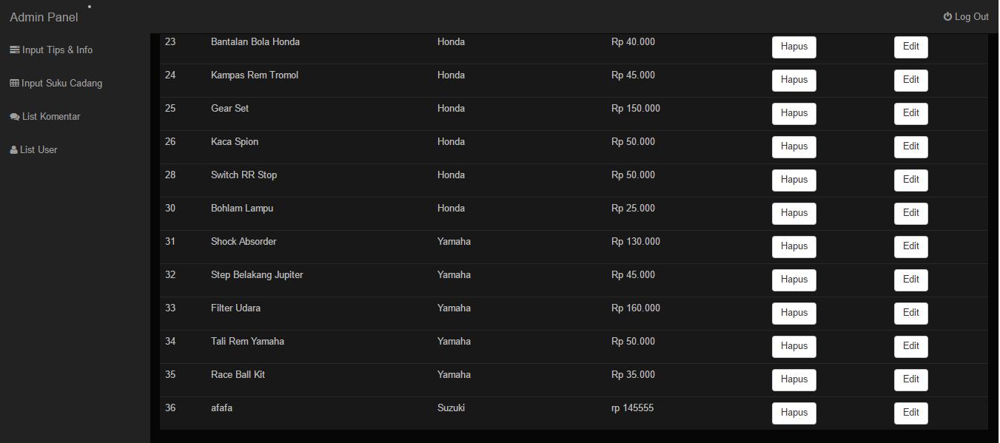 Admin Panel
Log Out
Input Tips & Info
Input Suku Cadang
List Komentar
List User
23 Bantalan Bola Honda Honda Rp 40.000 Hapus Edit
24 Kampas Rem Tromol Honda Rp 45.000 Hapus Edit
25 Gear Set Honda Rp 150.000 Hapus Edit
26 Kaca Spion Honda Rp 50.000 Hapus Edit
28 Switch RR Stop Honda Rp 50.000 Hapus Edit
30 Bohlam Lampu Honda Rp 25.000 Hapus Edit
31 Shock Absorder Yamaha Rp 130.000 Hapus Edit
32 Step Belakang Jupiter Yamaha Rp 45.000 Hapus Edit
33 Filter Udara Yamaha Rp 160.000 Hapus Edit
34 Tali Rem Yamaha Yamaha Rp 50.000 Hapus Edit
35 Race Ball Kit Yamaha Rp 35.000 Hapus Edit
36 afafa Suzuki rp 145555 Hapus Edit